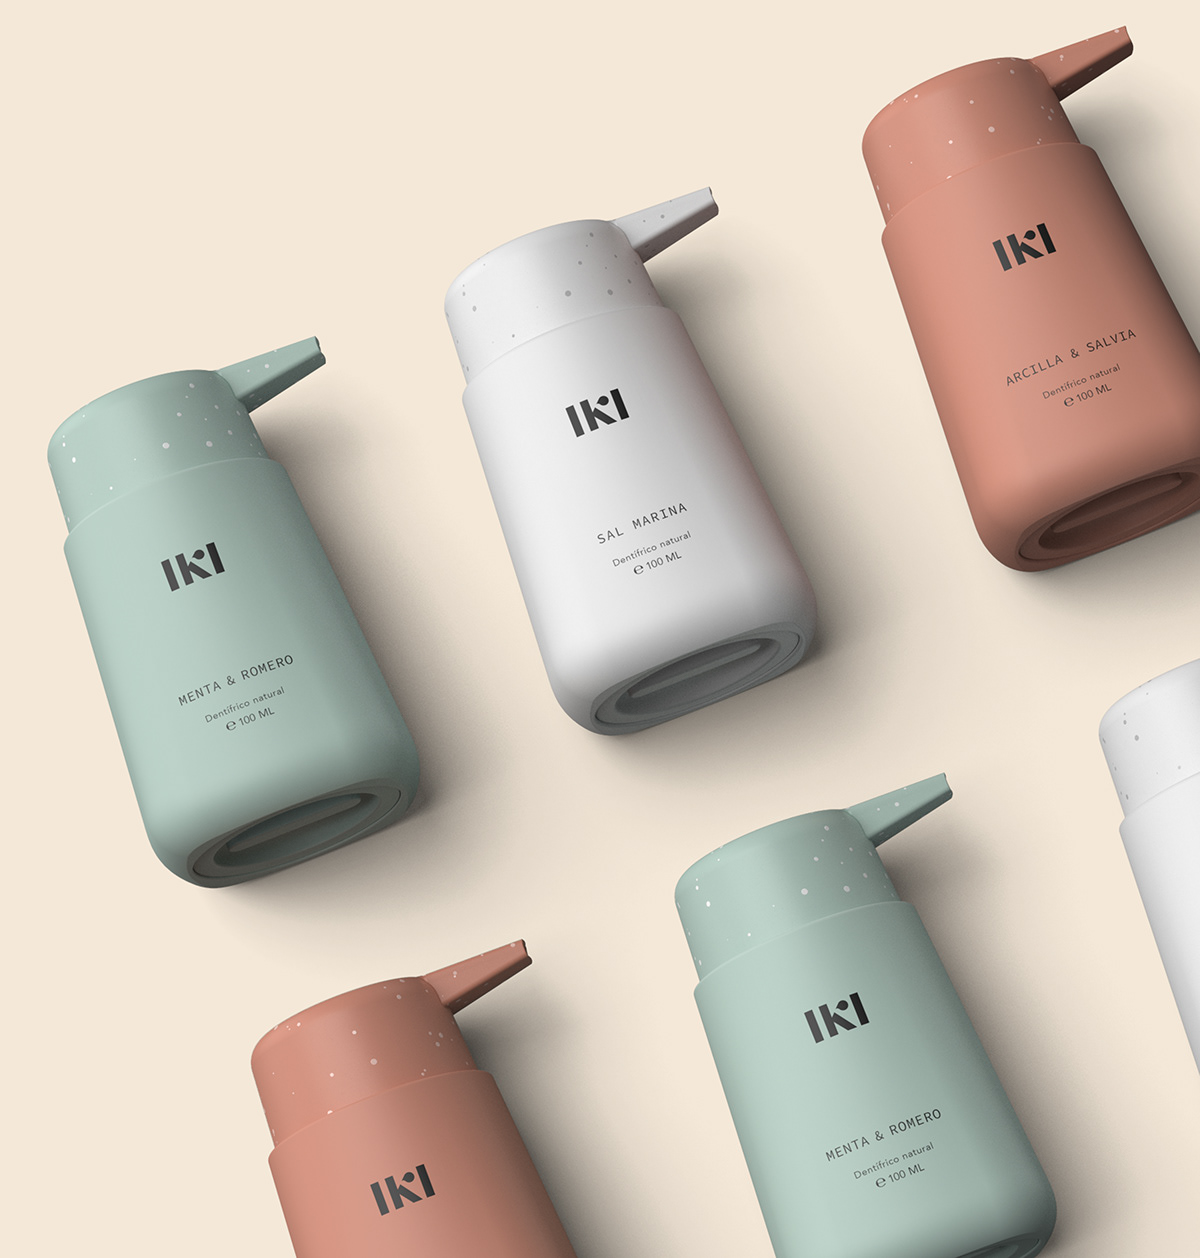 IKI
ARCILLA & SALVIA
Dentífrico natural
℮ 100 ML
IKI
SAL MARINA
Dentífrico natural
℮ 100 ML
IKI
MENTA & ROMERO
Dentífrico natural
℮ 100 ML
IKI
MENTA & ROMERO
Dentífrico natural
℮ 100 ML
IKI